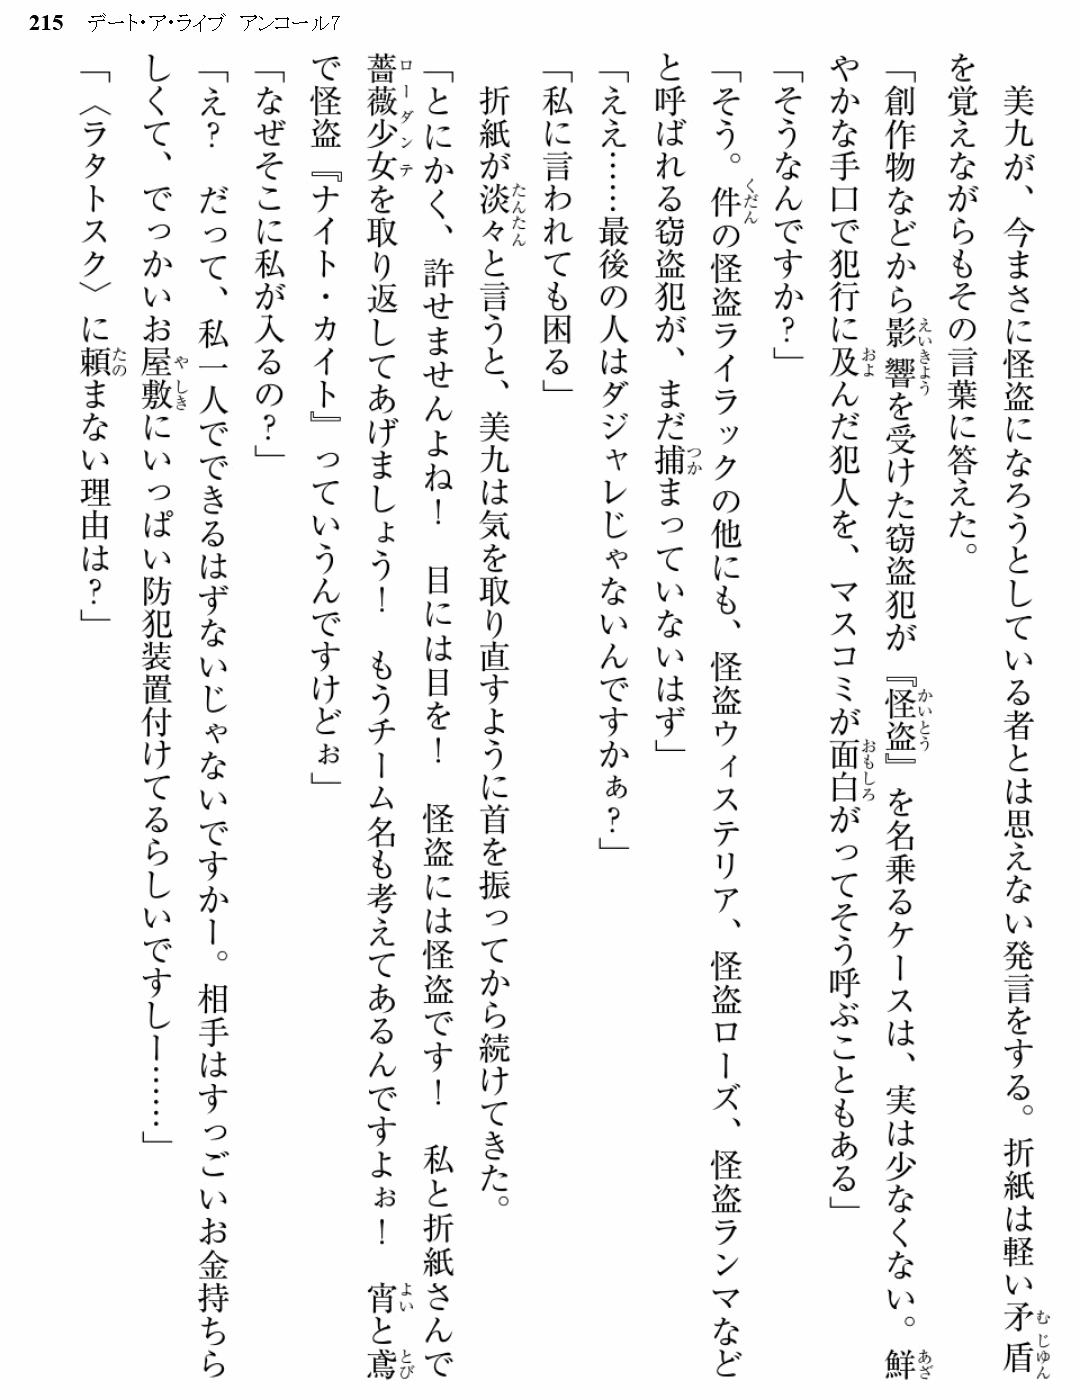 215 デート・ア・ライブ アンコール7
美九が、今まさに怪盗になろうとしている者とは思えない発言をする。折紙は軽い矛盾
を覚えながらもその言葉に答えた。
「創作物などから影響を受けた窃盗犯が『怪盗』を名乗るケースは、実は少なくない。鮮
やかな手口で犯行に及んだ犯人を、マスコミが面白がってそう呼ぶこともある」
「そうなんですか？」
「そう。件の怪盗ライラックの他にも、怪盗ウィステリア、怪盗ローズ、怪盗ランマなど
と呼ばれる窃盗犯が、まだ捕まっていないはず」
「ええ……最後の人はダジャレじゃないんですかぁ？」
「私に言われても困る」
折紙が淡々と言うと、美九は気を取り直すように首を振ってから続けてきた。
「とにかく、許せませんよね！　目には目を！　怪盗には怪盗です！　私と折紙さんで
薔薇少女を取り返してあげましょう！　もうチーム名も考えてあるんですよぉ！　宵と鳶
で怪盗『ナイト・カイト』っていうんですけどぉ」
「なぜそこに私が入るの？」
「え？　だって、私一人でできるはずないじゃないですかー。相手はすっごいお金持ちら
しくて、でっかいお屋敷にいっぱい防犯装置付けてるらしいですしー……」
「〈ラタトスク〉に頼まない理由は？」